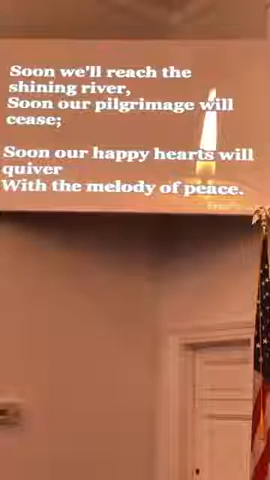 Soon we'll reach the
shining river,
Soon our pilgrimage will
cease;
Soon our happy hearts will
quiver
With the melody of peace.